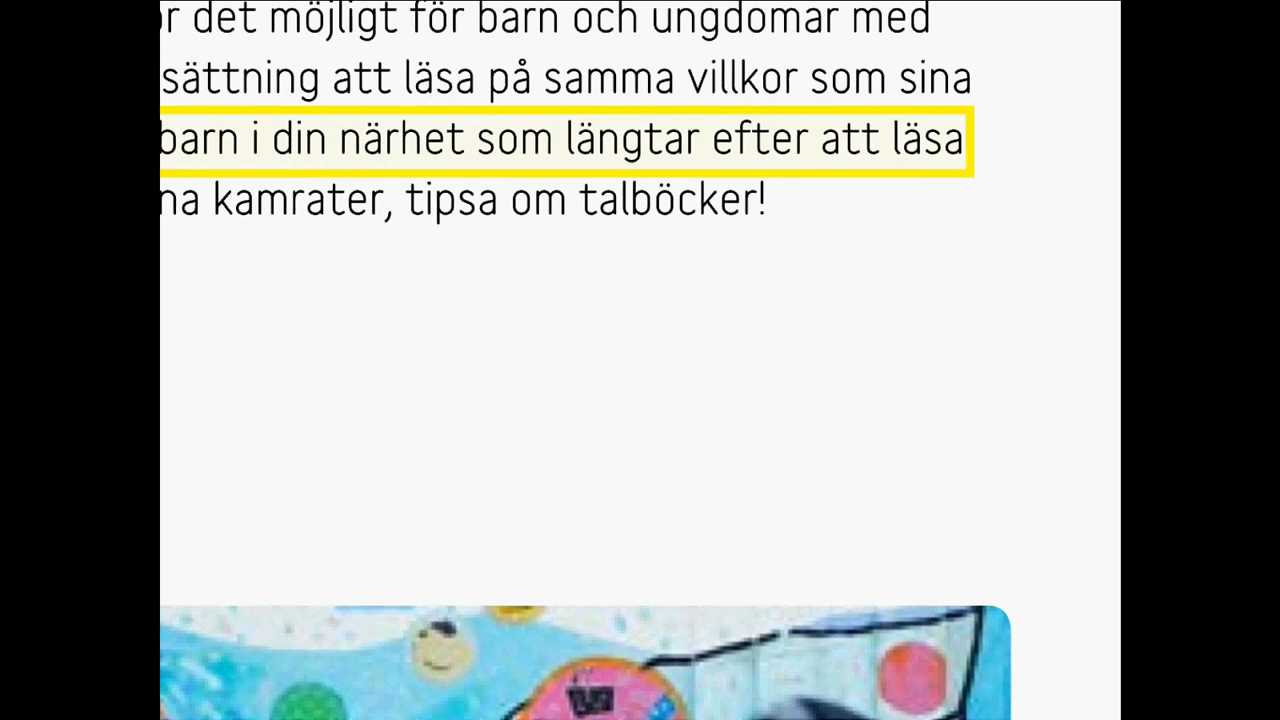 det möjligt för barn och ungdomar med
sättning att läsa på samma villkor som sina
barn i din närhet som längtar efter att läsa
na kamrater, tipsa om talböcker!